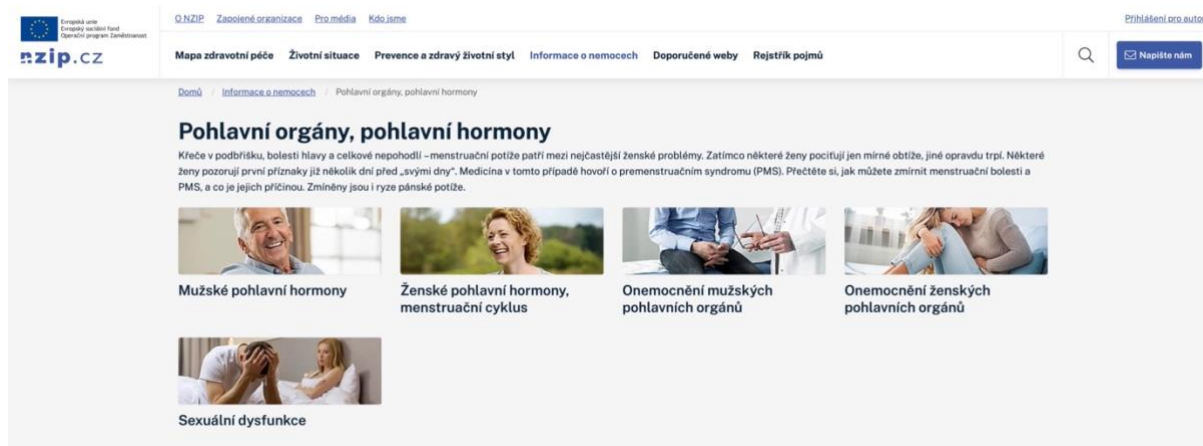 Evropská unie
Evropský sociální fond
Operační program Zaměstnanost
nzip.cz
O NZIP Zapojené organizace Pro média Kdo jsme
Přihlášení pro auto
Mapa zdravotní péče Životní situace Prevence a zdravý životní styl Informace o nemocech Doporučené weby Rejstřík pojmů
Napište nám
Domů / Informace o nemocech / Pohlavní orgány, pohlavní hormony
Pohlavní orgány, pohlavní hormony
Křeče v podbřišku, bolesti hlavy a celkové nepohodlí – menstruační potíže patří mezi nejčastější ženské problémy. Zatímco některé ženy pociťují jen mírné obtíže, jiné opravdu trpí. Některé
ženy pozorují první příznaky již několik dní před „svými dny“. Medicína v tomto případě hovoří o premenstruačním syndromu (PMS). Přečtěte si, jak můžete zmírnit menstruační bolesti a
PMS, a co je jejich příčinou. Zmíněny jsou i ryze pánské potíže.
Mužské pohlavní hormony
Ženské pohlavní hormony,
menstruační cyklus
Onemocnění mužských
pohlavních orgánů
Onemocnění ženských
pohlavních orgánů
Sexuální dysfunkce